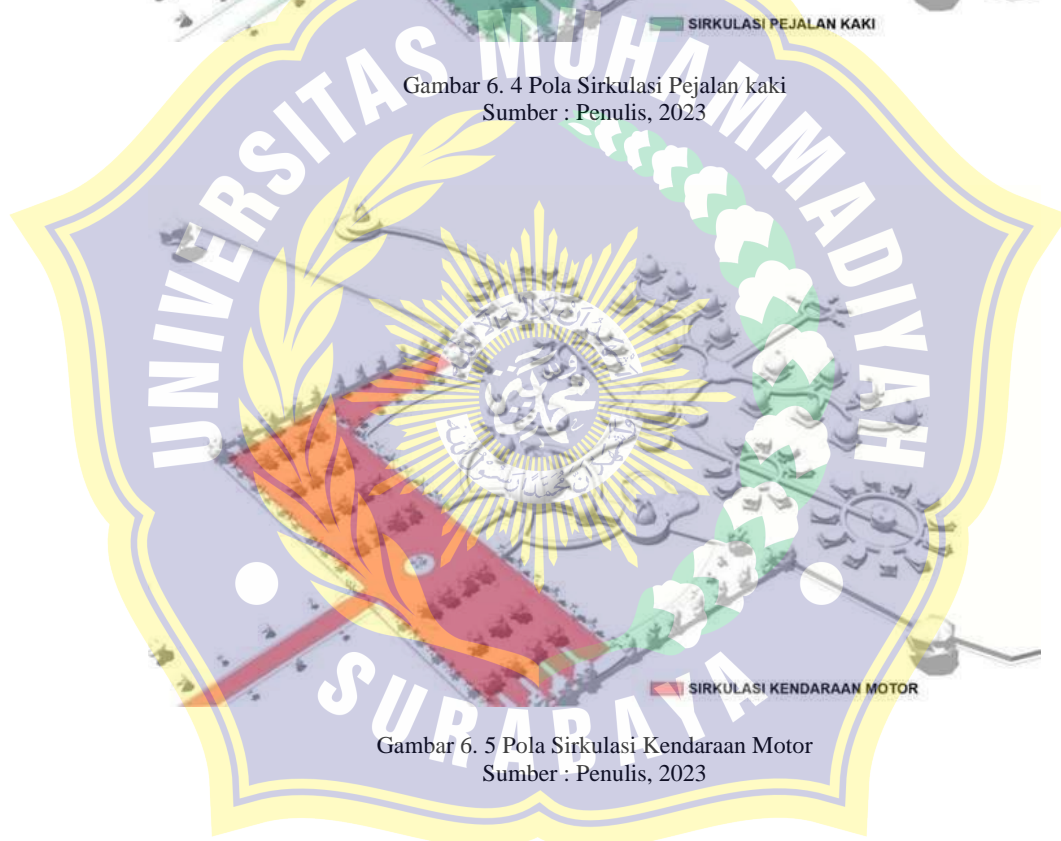 SIRKULASI PEJALAN KAKI
Gambar 6. 4 Pola Sirkulasi Pejalan kaki
Sumber : Penulis, 2023
UNIVERSITAS MUHAMMADIYAH
SURABAYA
SIRKULASI KENDARAAN MOTOR
Gambar 6. 5 Pola Sirkulasi Kendaraan Motor
Sumber : Penulis, 2023